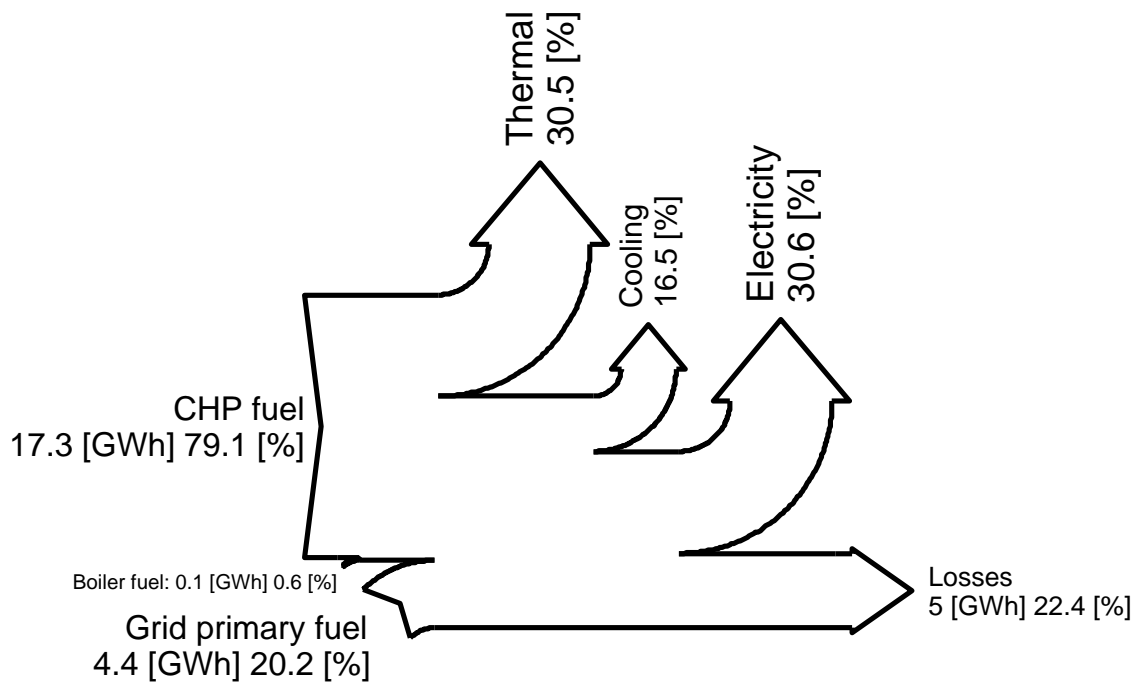 Thermal
30.5 [%]
Cooling
16.5 [%]
Electricity
30.6 [%]
CHP fuel
17.3 [GWh] 79.1 [%]
Boiler fuel: 0.1 [GWh] 0.6 [%]
Grid primary fuel
4.4 [GWh] 20.2 [%]
Losses
5 [GWh] 22.4 [%]